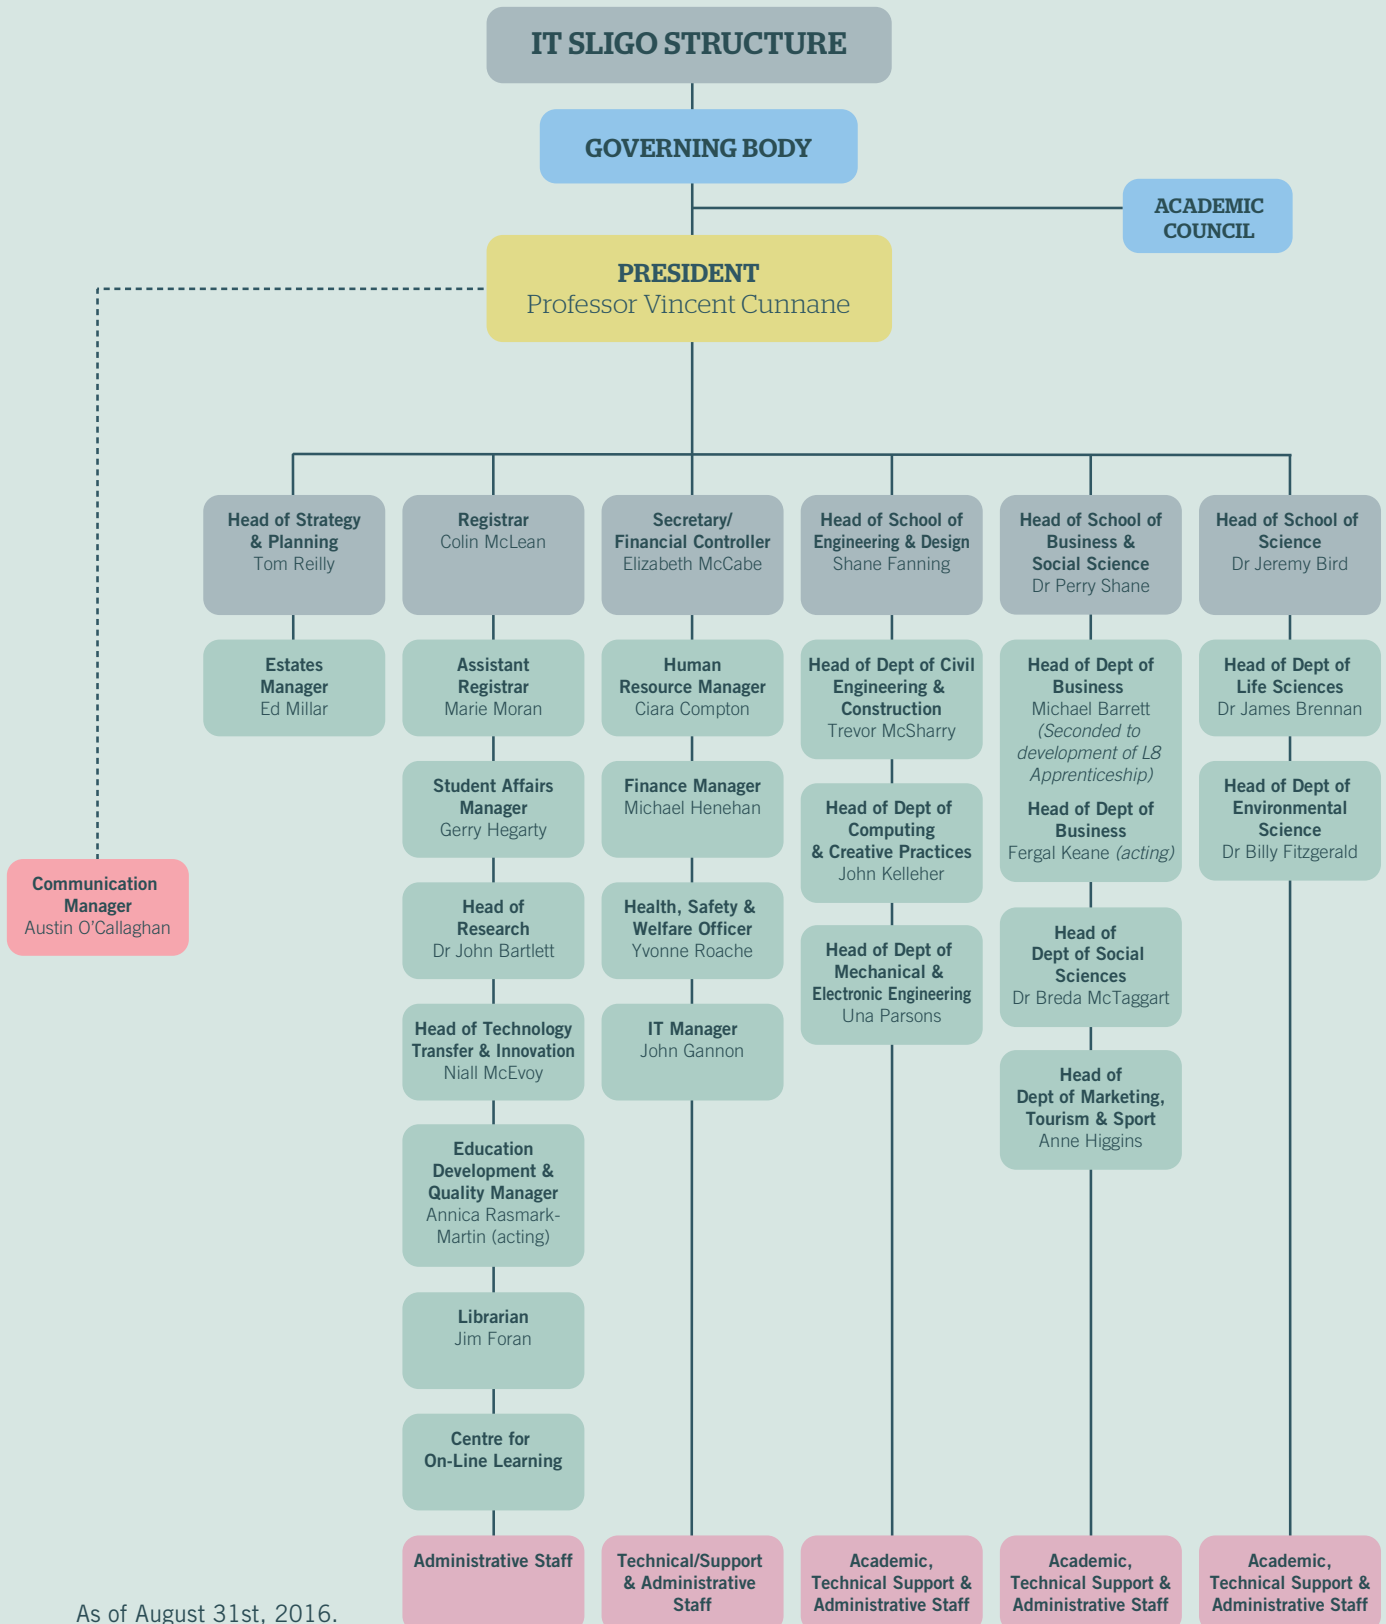 IT SLIGO STRUCTURE
GOVERNING BODY
ACADEMIC
COUNCIL
PRESIDENT
Professor Vincent Cunnane
Head of Strategy
& Planning
Tom Reilly
Estates
Manager
Ed Millar
Registrar
Colin McLean
Assistant
Registrar
Marie Moran
Student Affairs
Manager
Gerry Hegarty
Head of
Research
Dr John Bartlett
Head of Technology
Transfer & Innovation
Niall McEvoy
Education
Development &
Quality Manager
Annica Rasmark-
Martin (acting)
Librarian
Jim Foran
Centre for
On-Line Learning
Administrative Staff
Secretary/
Financial Controller
Elizabeth McCabe
Human
Resource Manager
Ciara Compton
Finance Manager
Michael Henehan
Health, Safety &
Welfare Officer
Yvonne Roache
IT Manager
John Gannon
Technical/Support
& Administrative
Staff
Head of School of
Engineering & Design
Shane Fanning
Head of Dept of Civil
Engineering &
Construction
Trevor McSharry
Head of Dept of
Computing
& Creative Practices
John Kelleher
Head of Dept of
Mechanical &
Electronic Engineering
Una Parsons
Academic,
Technical Support &
Administrative Staff
Head of School of
Business &
Social Science
Dr Perry Shane
Head of Dept of
Business
Michael Barrett
(Seconded to
development of L8
Apprenticeship)
Head of Dept of
Business
Fergal Keane (acting)
Head of
Dept of Social
Sciences
Dr Breda McTaggart
Head of
Dept of Marketing,
Tourism & Sport
Anne Higgins
Academic,
Technical Support &
Administrative Staff
Head of School of
Science
Dr Jeremy Bird
Head of Dept of
Life Sciences
Dr James Brennan
Head of Dept of
Environmental
Science
Dr Billy Fitzgerald
Academic,
Technical Support &
Administrative Staff
Communication
Manager
Austin O'Callaghan
As of August 31st, 2016.